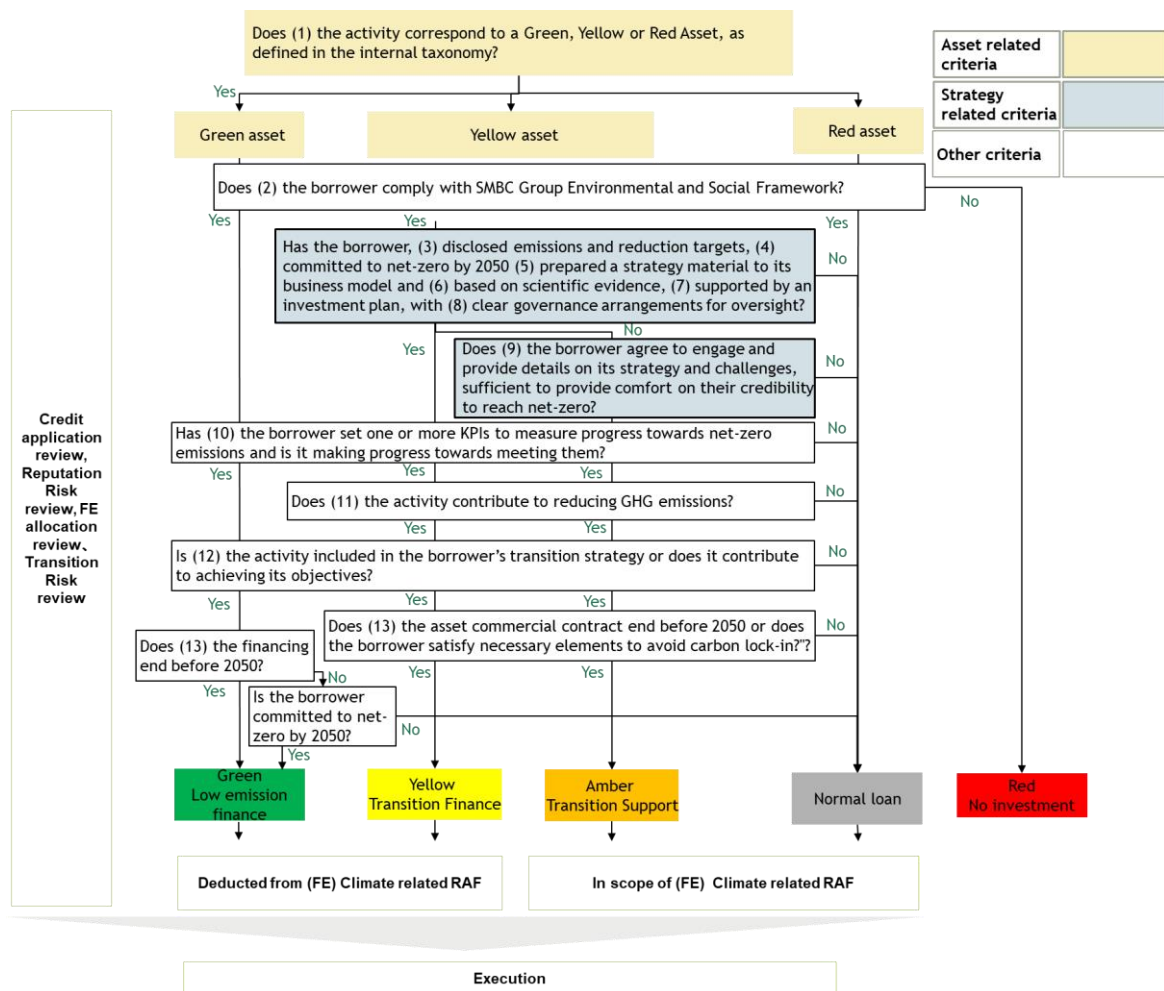 Does (1) the activity correspond to a Green, Yellow or Red Asset, as
defined in the internal taxonomy?
Asset related
criteria
Strategy
related criteria
Other criteria
Yes
Green asset
Yellow asset
Red asset
Does (2) the borrower comply with SMBC Group Environmental and Social Framework?
No
Yes
Yes
Yes
Has the borrower, (3) disclosed emissions and reduction targets, (4)
committed to net-zero by 2050 (5) prepared a strategy material to its
business model and (6) based on scientific evidence, (7) supported by an
investment plan, with (8) clear governance arrangements for oversight?
No
No
Yes
Does (9) the borrower agree to engage and
provide details on its strategy and challenges,
sufficient to provide comfort on their credibility
to reach net-zero?
No
Credit
application
review,
Reputation
Risk
review, FE
allocation
review、
Transition
Risk
review
Has (10) the borrower set one or more KPIs to measure progress towards net-zero
emissions and is it making progress towards meeting them?
No
Yes
Yes
Yes
Does (11) the activity contribute to reducing GHG emissions?
No
Yes
Yes
Is (12) the activity included in the borrower's transition strategy or does it contribute
to achieving its objectives?
No
Yes
Yes
Yes
Does (13) the asset commercial contract end before 2050 or does
the borrower satisfy necessary elements to avoid carbon lock-in?"?
No
Does (13) the financing
end before 2050?
Yes
No
Yes
Yes
Is the borrower
committed to net-
zero by 2050?
No
Yes
Green
Low emission
finance
Yellow
Transition Finance
Amber
Transition Support
Normal loan
Red
No investment
Deducted from (FE) Climate related RAF
In scope of (FE) Climate related RAF
Execution